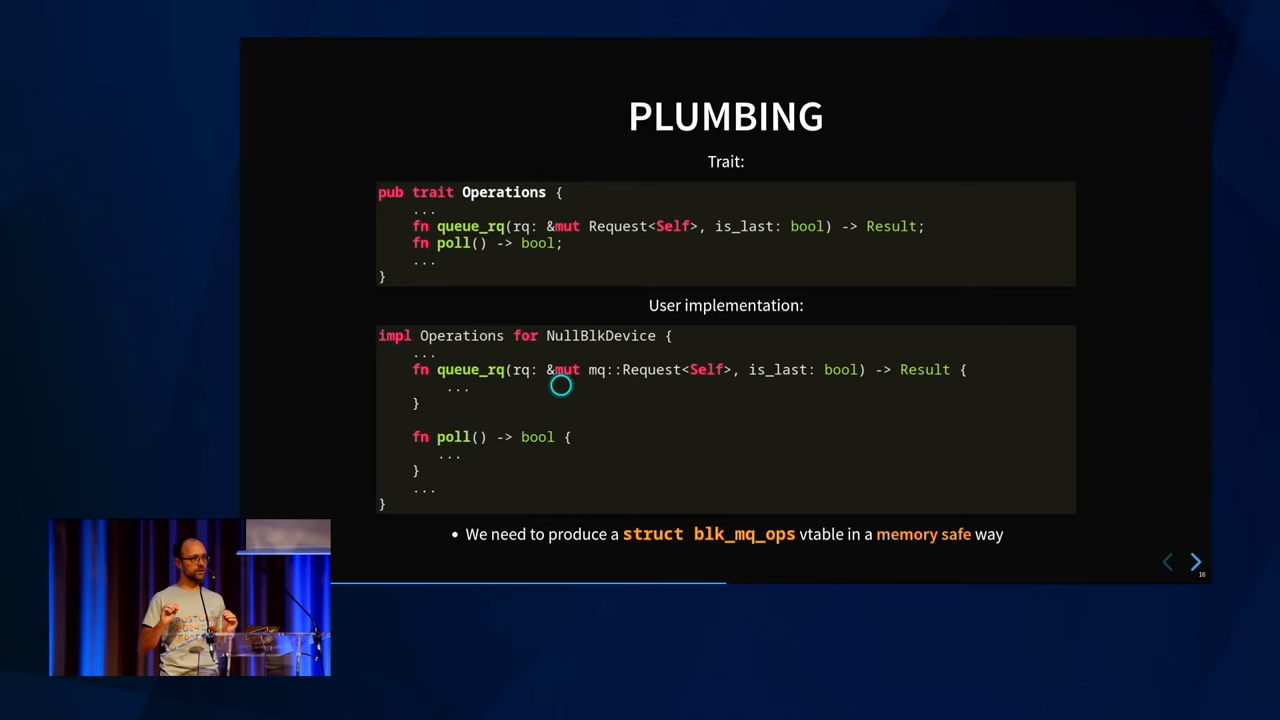 PLUMBING
Trait:
pub trait Operations {
...
fn queue_rq(rq: &mut Request<Self>, is_last: bool) -> Result;
fn poll() -> bool;
...
}
User implementation:
impl Operations for NullBlkDevice {
...
fn queue_rq(rq: &mut mq::Request<Self>, is_last: bool) -> Result {
...
}
fn poll() -> bool {
...
}
...
}
• We need to produce a struct blk_mq_ops vtable in a memory safe way
16